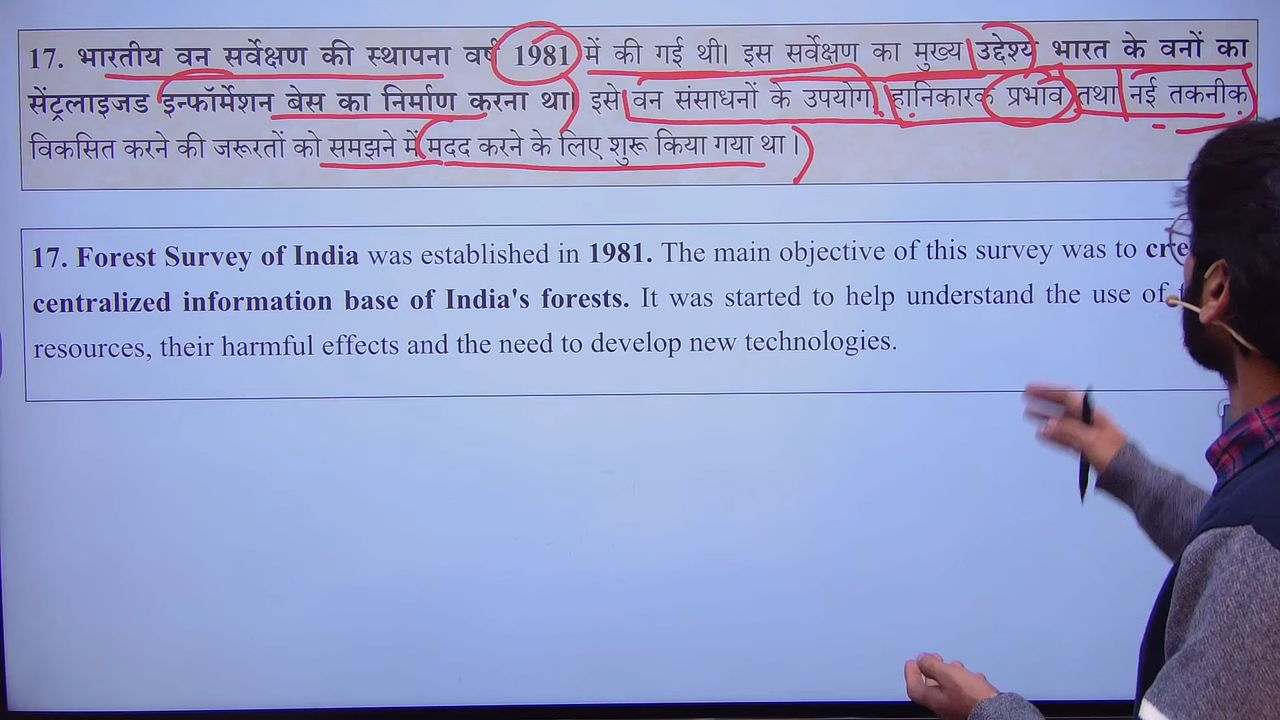 17. भारतीय वन सर्वेक्षण की स्थापना वर्ष 1981 में की गई थी। इस सर्वेक्षण का मुख्य उद्देश्य भारत के वनों का
सेंट्रलाइजड इन्फॉर्मेशन बेस का निर्माण करना था। इसे वन संसाधनों के उपयोग, हानिकारक प्रभाव तथा नई तकनीक
विकसित करने की जरूरतों को समझने में मदद करने के लिए शुरू किया गया था।
17. Forest Survey of India was established in 1981. The main objective of this survey was to
centralized information base of India's forests. It was started to help understand the use of
resources, their harmful effects and the need to develop new technologies.